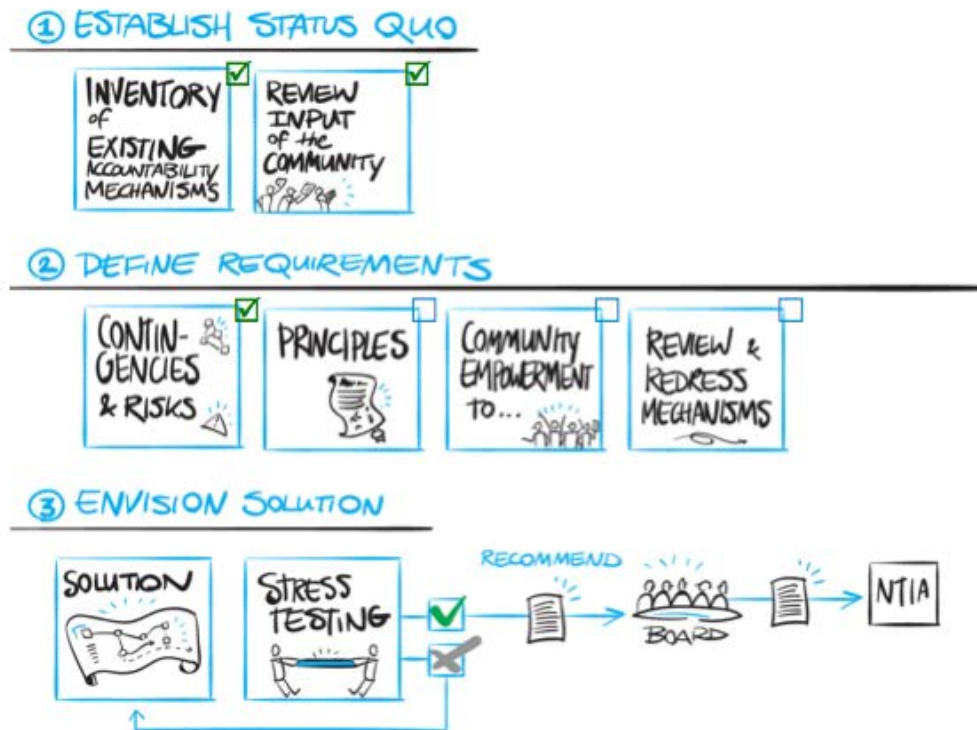 1 ESTABLISH STATUS QUO
INVENTORY
of
EXISTING
ACCOUNTABILITY
MECHANISMS
REVIEW
INPUT
of the
COMMUNITY
2 DEFINE REQUIREMENTS
CONTIN-
GENCIES
& RISKS
PRINCIPLES
COMMUNITY
EMPOWERMENT
TO...
REVIEW &
REDRESS
MECHANISMS
3 ENVISION SOLUTION
SOLUTION
STRESS
TESTING
RECOMMEND
BOARD
NTIA